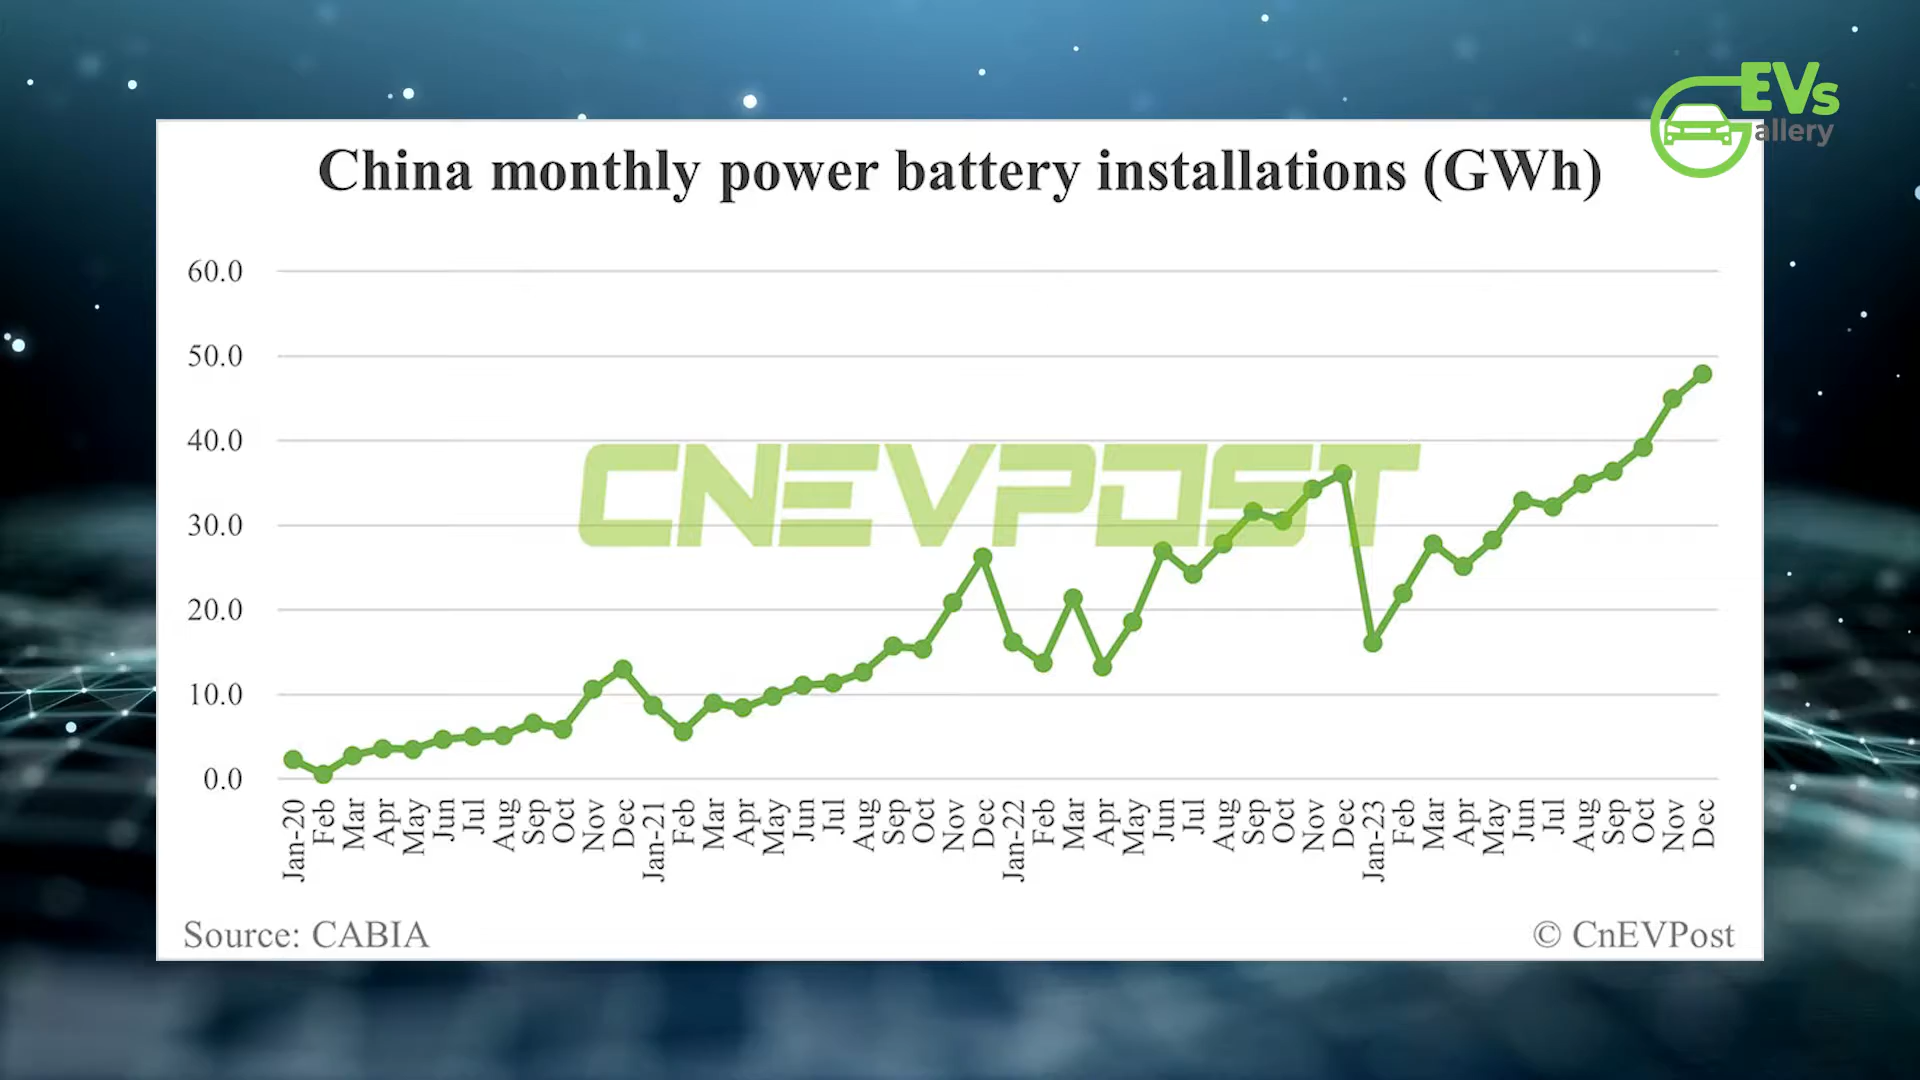 EVs
allery
China monthly power battery installations (GWh)
60.0
50.0
40.0
30.0
20.0
10.0
0.0
CNEVPOST
Jan-20 Feb Mar Apr May Jun Jul Aug Sep Oct Nov Dec Jan-21 Feb Mar Apr May Jun Jul Aug Sep Oct Nov Dec Jan-22 Feb Mar Apr May Jun Jul Aug Sep Oct Nov Dec Jan-23 Feb Mar Apr May Jun Jul Aug Sep Oct Nov Dec
Source: CABIA
© CnEVPost